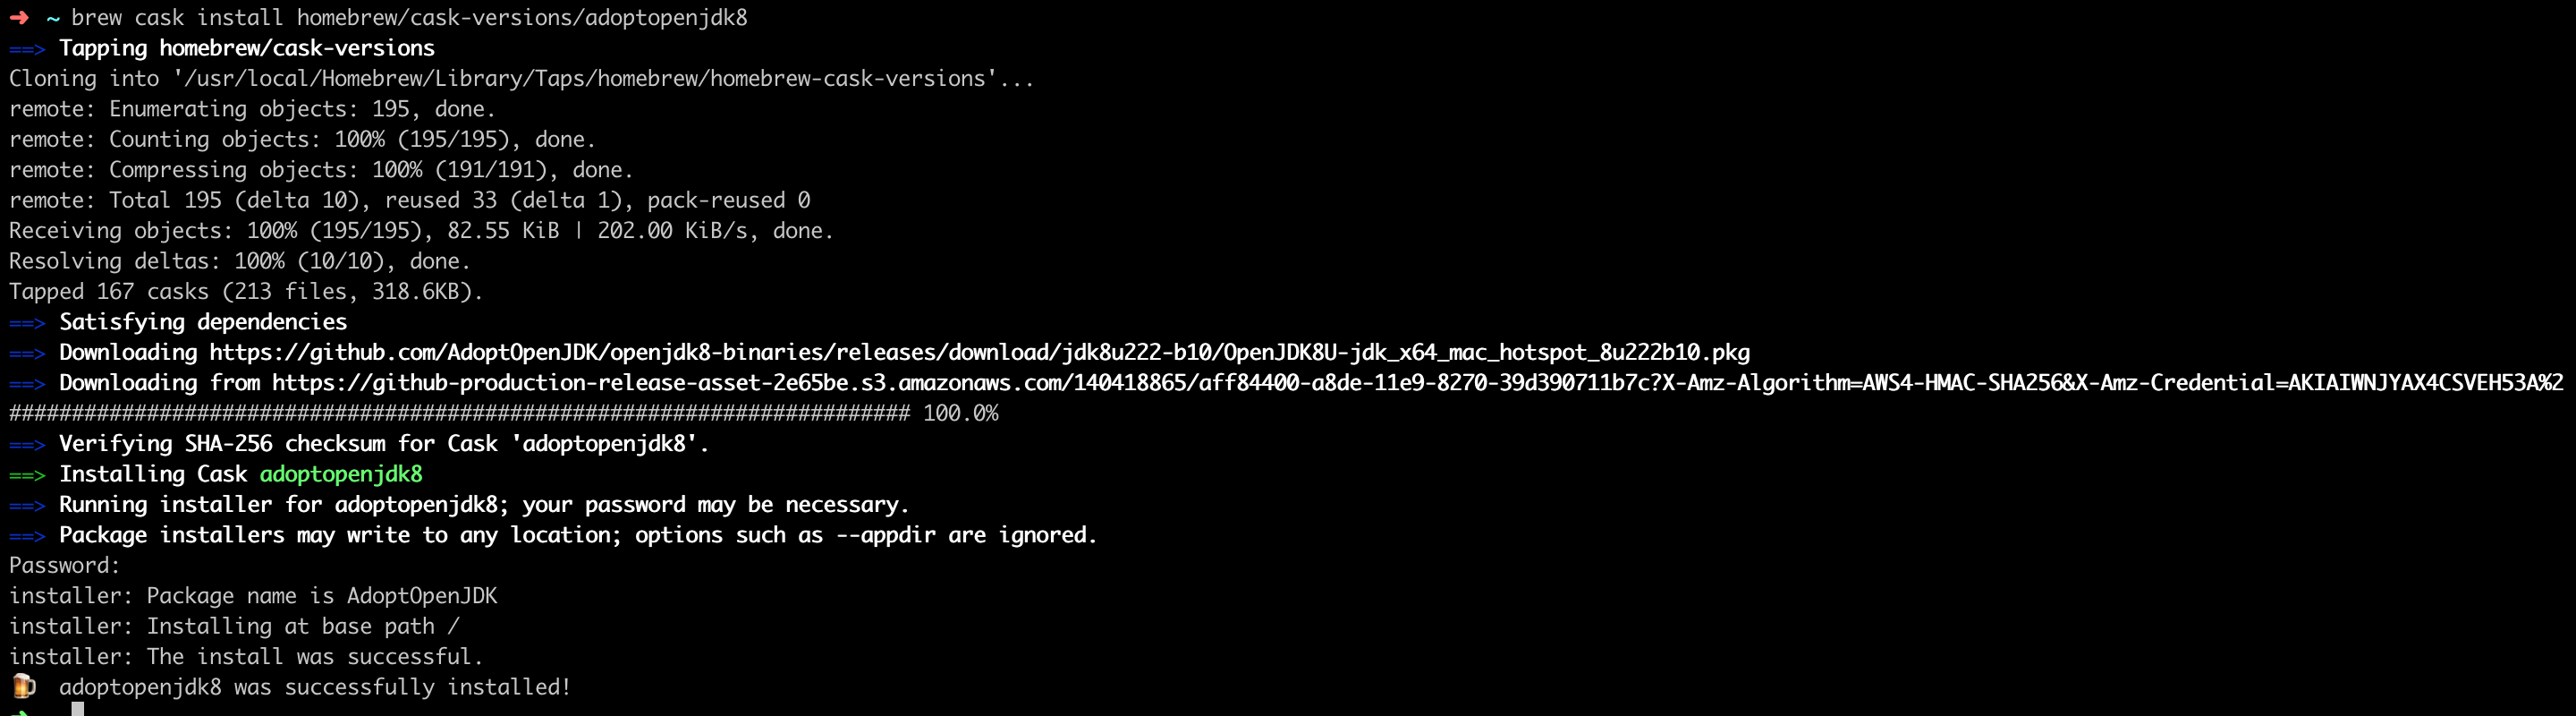 ➜ ~ brew cask install homebrew/cask-versions/adoptopenjdk8
==> Tapping homebrew/cask-versions
Cloning into '/usr/local/Homebrew/Library/Taps/homebrew/homebrew-cask-versions'...
remote: Enumerating objects: 195, done.
remote: Counting objects: 100% (195/195), done.
remote: Compressing objects: 100% (191/191), done.
remote: Total 195 (delta 10), reused 33 (delta 1), pack-reused 0
Receiving objects: 100% (195/195), 82.55 KiB | 202.00 KiB/s, done.
Resolving deltas: 100% (10/10), done.
Tapped 167 casks (213 files, 318.6KB).
==> Satisfying dependencies
==> Downloading https://github.com/AdoptOpenJDK/openjdk8-binaries/releases/download/jdk8u222-b10/OpenJDK8U-jdk_x64_mac_hotspot_8u222b10.pkg
==> Downloading from https://github-production-release-asset-2e65be.s3.amazonaws.com/140418865/aff84400-a8de-11e9-8270-39d390711b7c?X-Amz-Algorithm=AWS4-HMAC-SHA256&X-Amz-Credential=AKIAIWNJYAX4CSVEH53A%2
######################################################################## 100.0%
==> Verifying SHA-256 checksum for Cask 'adoptopenjdk8'.
==> Installing Cask adoptopenjdk8
==> Running installer for adoptopenjdk8; your password may be necessary.
==> Package installers may write to any location; options such as --appdir are ignored.
Password:
installer: Package name is AdoptOpenJDK
installer: Installing at base path /
installer: The install was successful.
🍺 adoptopenjdk8 was successfully installed!